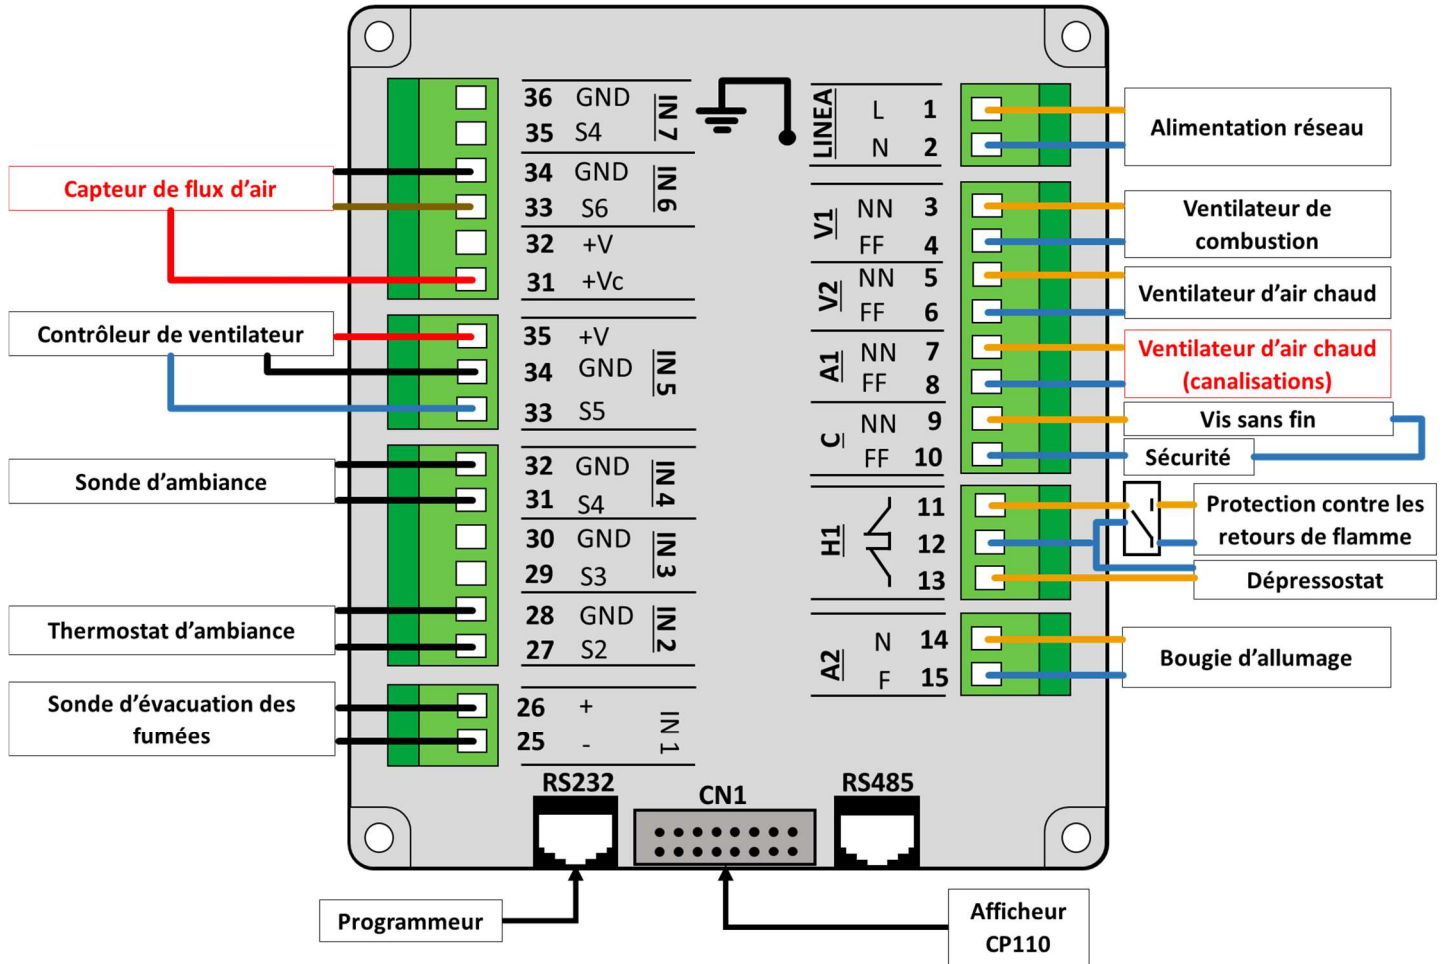 36 GND
35 S4
IN 7
34 GND
33 S6
IN 6
32 +V
31 +Vc
35 +V
34 GND
33 S5
IN 5
32 GND
31 S4
IN 4
30 GND
29 S3
IN 3
28 GND
27 S2
IN 2
26 +
25 -
IN 1
Capteur de flux d'air
Contrôleur de ventilateur
Sonde d'ambiance
Thermostat d'ambiance
Sonde d'évacuation des
fumées
LINEA
L 1
N 2
V1
NN 3
FF 4
V2
NN 5
FF 6
A1
NN 7
FF 8
C
NN 9
FF 10
H1
11
12
13
A2
N 14
F 15
Alimentation réseau
Ventilateur de
combustion
Ventilateur d'air chaud
Ventilateur d'air chaud
(canalisations)
Vis sans fin
Sécurité
Protection contre les
retours de flamme
Dépressostat
Bougie d'allumage
RS232
CN1
RS485
Programmeur
Afficheur
CP110